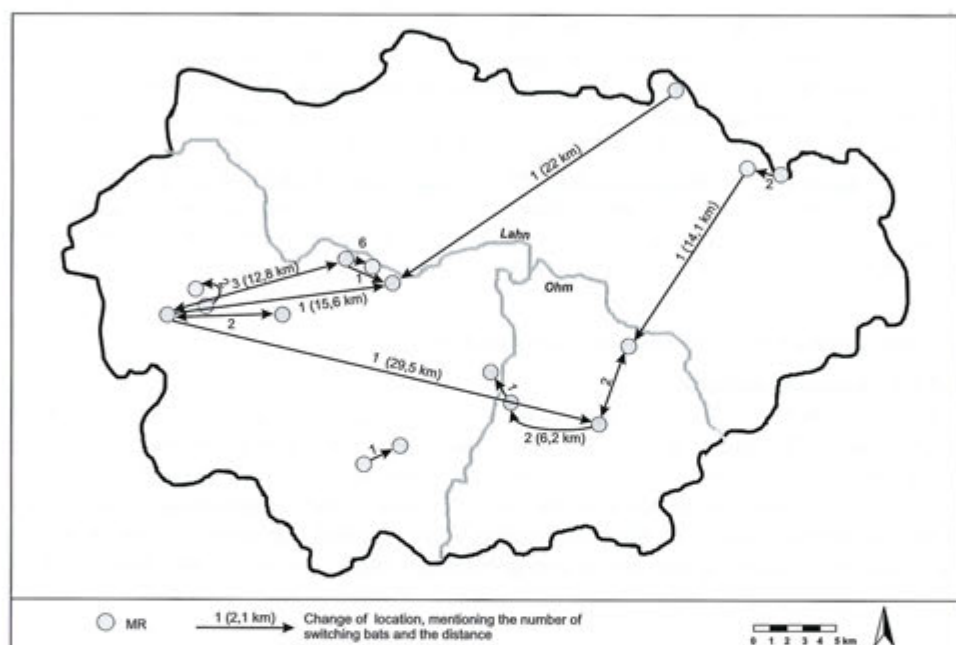 1 (22 km)
2
1 (14,1 km)
Lahn
6
Ohm
3 (12,8 km)
1
1 (15,6 km)
2
1 (29,5 km)
2
1
2 (6,2 km)
1
MR
1 (2,1 km)
Change of location, mentioning the number of
switching bats and the distance
0 1 2 3 4 5 km